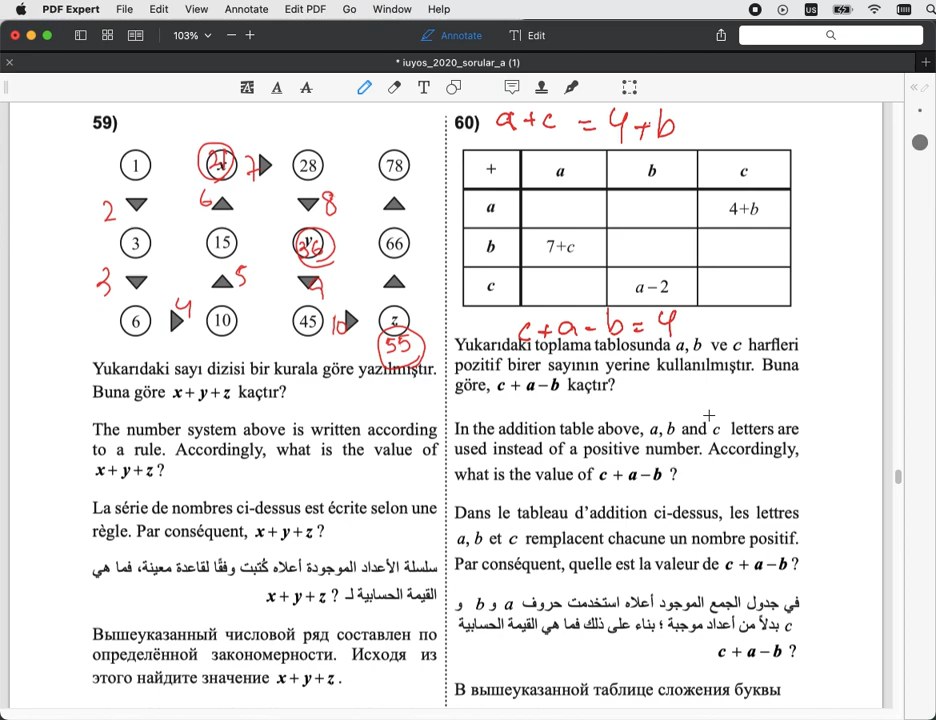 PDF Expert File Edit View Annotate Edit PDF Go Window Help US
103% Annotate T Edit
* iuyos_2020_sorular_a (1)
A A A T
59)
1 x 7 28 78
21
2 6 8
3 15 y 66
36
3 5 9
6 4 10 45 10 z
55
Yukarıdaki sayı dizisi bir kurala göre yazılmıştır.
Buna göre x+y+z kaçtır?
The number system above is written according
to a rule. Accordingly, what is the value of
x+y+z?
La série de nombres ci-dessus est écrite selon une
règle. Par conséquent, x+y+z?
سلسلة الأعداد الموجودة أعلاه كُتبت وفقًا لقاعدة معينة، فما هي
القيمة الحسابية لـ x+y+z?
Вышеуказанный числовой ряд составлен по
определённой закономерности. Исходя из
этого найдите значение x+y+z.
60) a+c = 4+b
+ a b c
a 4+b
b 7+c
c a-2
c+a-b=4
Yukarıdaki toplama tablosunda a, b ve c harfleri
pozitif birer sayının yerine kullanılmıştır. Buna
göre, c + a-b kaçtır?
In the addition table above, a, b and c letters are
used instead of a positive number. Accordingly,
what is the value of c + a-b ?
Dans le tableau d'addition ci-dessus, les lettres
a, b et c remplacent chacune un nombre positif.
Par conséquent, quelle est la valeur de c + a-b ?
في جدول الجمع الموجود أعلاه استخدمت حروف a و b و
c بدلاً من أعداد موجبة ؛ بناء على ذلك فما هي القيمة الحسابية
c + a-b ?
В вышеуказанной таблице сложения буквы